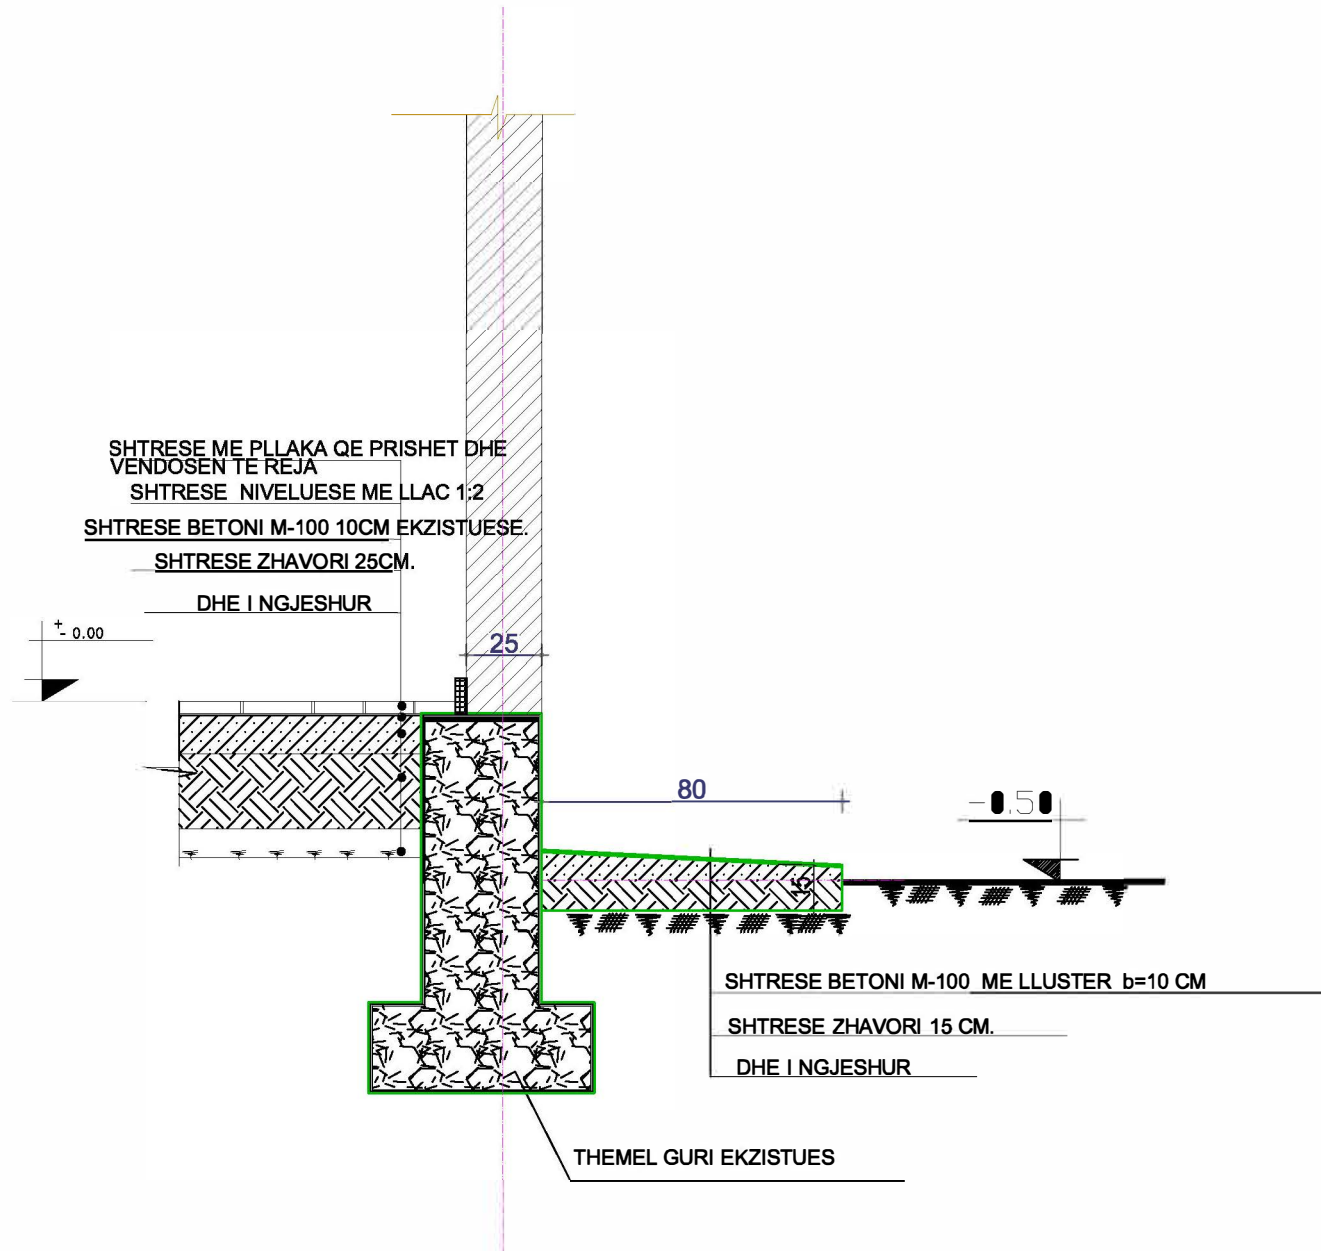 SHTRESE ME PLLAKA QE PRISHET DHE
VENDOSEN TE REJA
SHTRESE NIVELUESE ME LLAC 1:2
SHTRESE BETONI M-100 10CM EKZISTUESE.
SHTRESE ZHAVORI 25CM.
DHE I NGJESHUR
+- 0.00
25
80
-0.50
15
SHTRESE BETONI M-100 ME LLUSTER b=10 CM
SHTRESE ZHAVORI 15 CM.
DHE I NGJESHUR
THEMEL GURI EKZISTUES